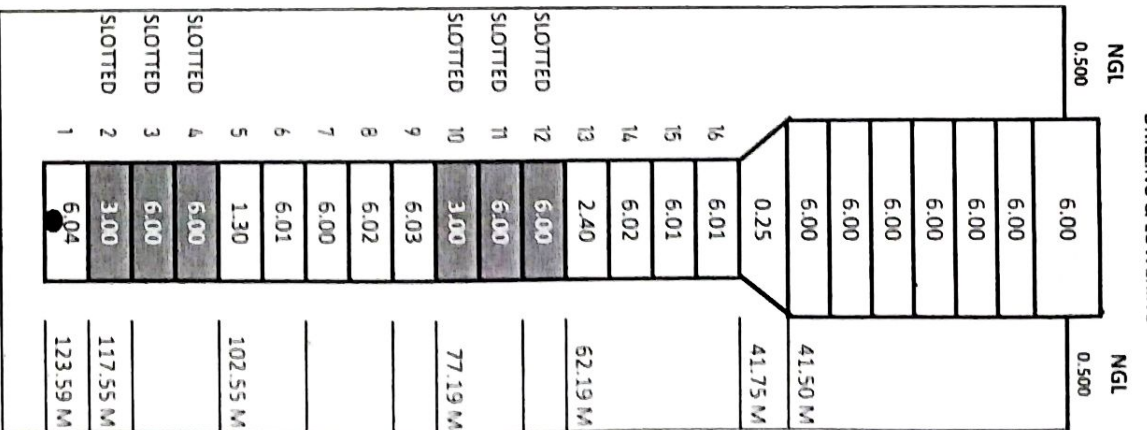 NGL NGL
0.500 0.500
6.00
6.00
6.00
6.00
6.00
6.00
6.00 41.50 M
0.25 41.75 M
16 6.01
15 6.01
14 6.02
13 2.40 62.19 M
SLOTTED 12 6.00
SLOTTED 11 6.00
SLOTTED 10 3.00 77.19 M
9 6.03
8 6.02
7 6.00
6 6.01
5 1.30 102.55 M
SLOTTED 4 6.00
SLOTTED 3 6.00
SLOTTED 2 3.00 117.55 M
1 6.04 123.59 M